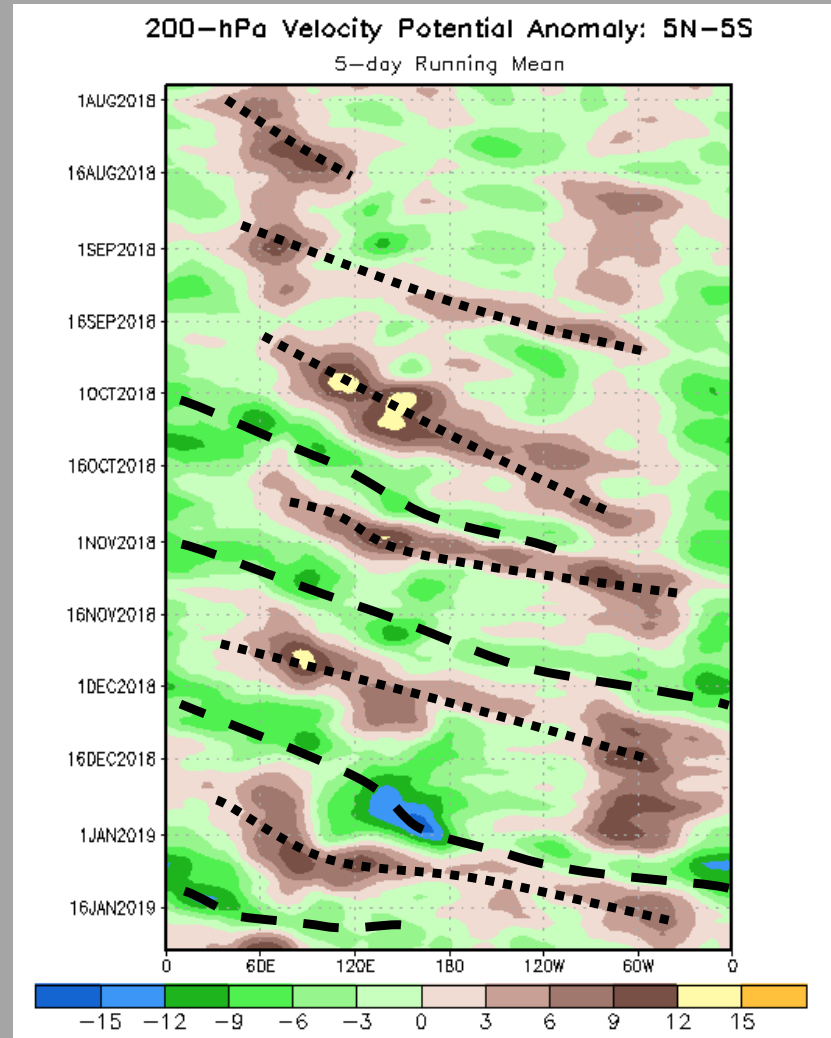 200-hPa Velocity Potential Anomaly: 5N-5S
5-day Running Mean
1AUG2018
16AUG2018
1SEP2018
16SEP2018
1OCT2018
16OCT2018
1NOV2018
16NOV2018
1DEC2018
16DEC2018
1JAN2019
16JAN2019
0 60E 120E 180 120W 60W 0
-15 -12 -9 -6 -3 0 3 6 9 12 15